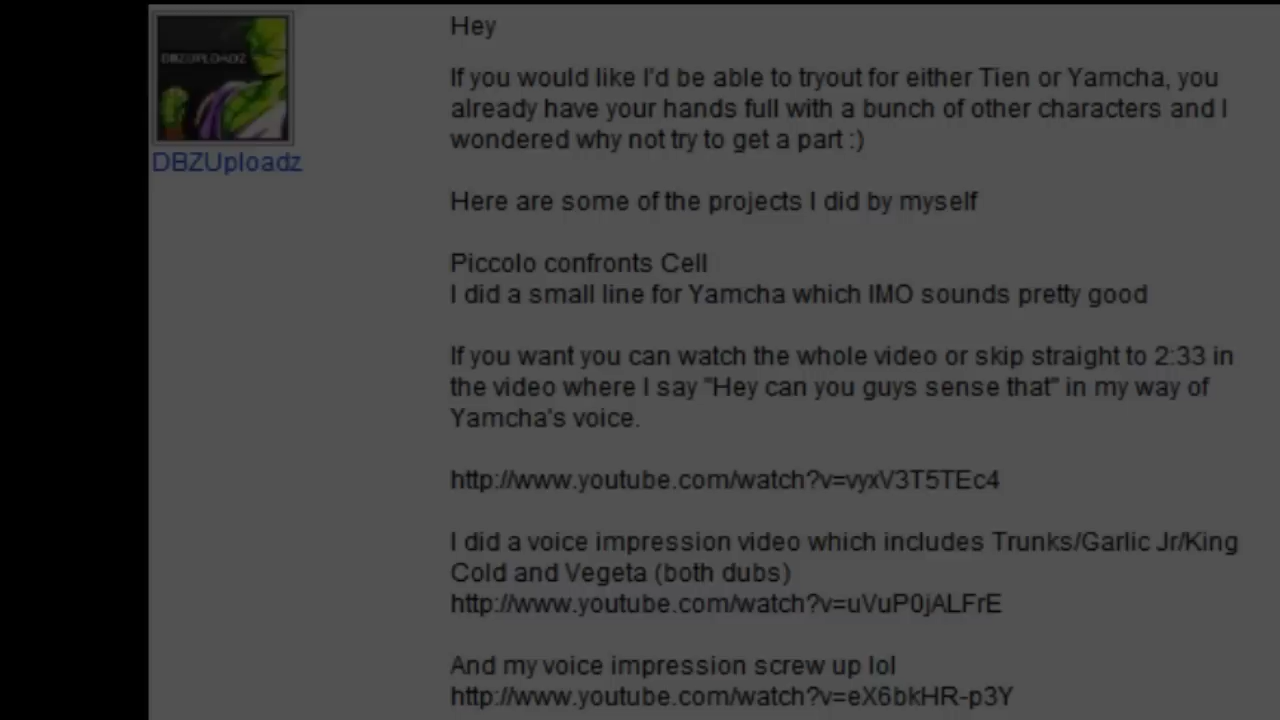 Hey
DBZUPLOADZ
If you would like I'd be able to tryout for either Tien or Yamcha, you
already have your hands full with a bunch of other characters and I
wondered why not try to get a part :)
DBZUploadz
Here are some of the projects I did by myself
Piccolo confronts Cell
I did a small line for Yamcha which IMO sounds pretty good
If you want you can watch the whole video or skip straight to 2:33 in
the video where I say "Hey can you guys sense that" in my way of
Yamcha's voice.
http://www.youtube.com/watch?v=vyxV3T5TEc4
I did a voice impression video which includes Trunks/Garlic Jr/King
Cold and Vegeta (both dubs)
http://www.youtube.com/watch?v=uVuP0jALFrE
And my voice impression screw up lol
http://www.youtube.com/watch?v=eX6bkHR-p3Y